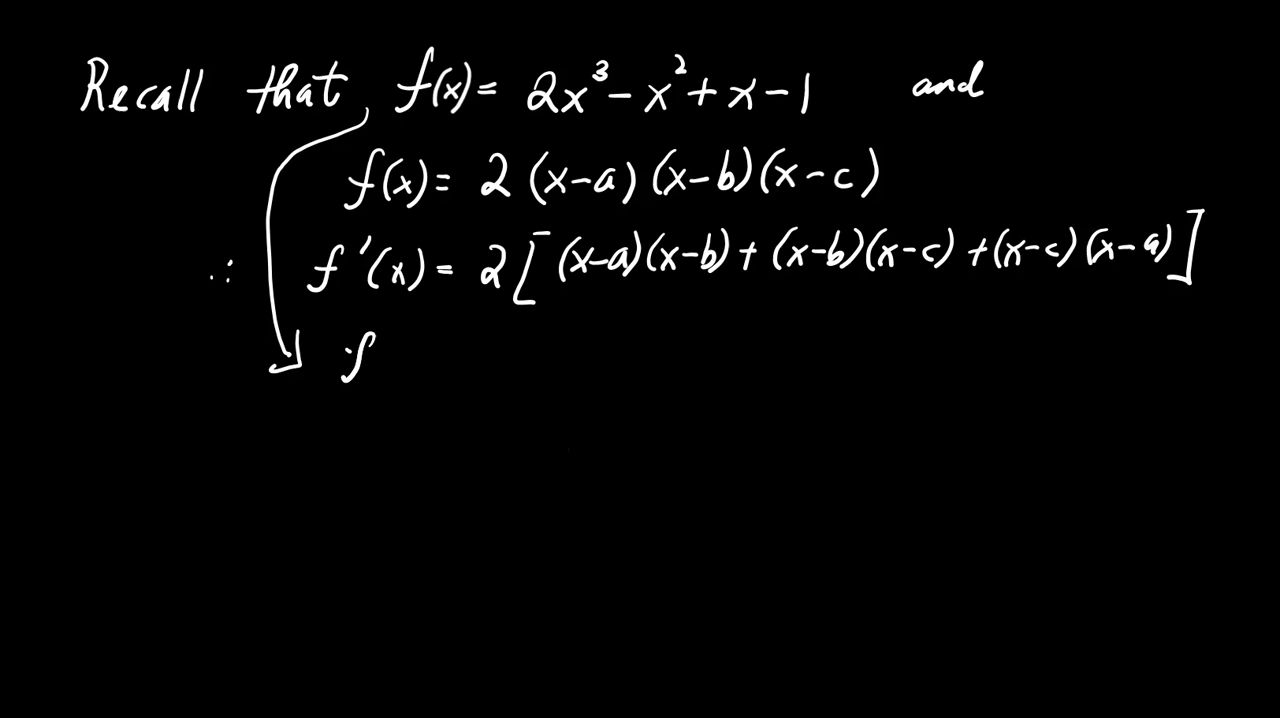 Recall that, f(x) = 2x³ - x² + x - 1 and
f(x) = 2 (x-a) (x-b) (x-c)
∴ f'(x) = 2 [ (x-a)(x-b) + (x-b)(x-c) + (x-c)(x-a) ]
f